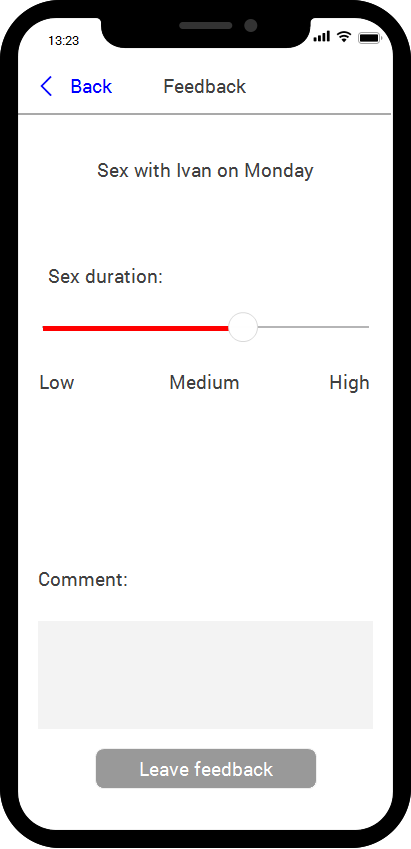 13:23
Back Feedback
Sex with Ivan on Monday
Sex duration:
Low Medium High
Comment:
Leave feedback